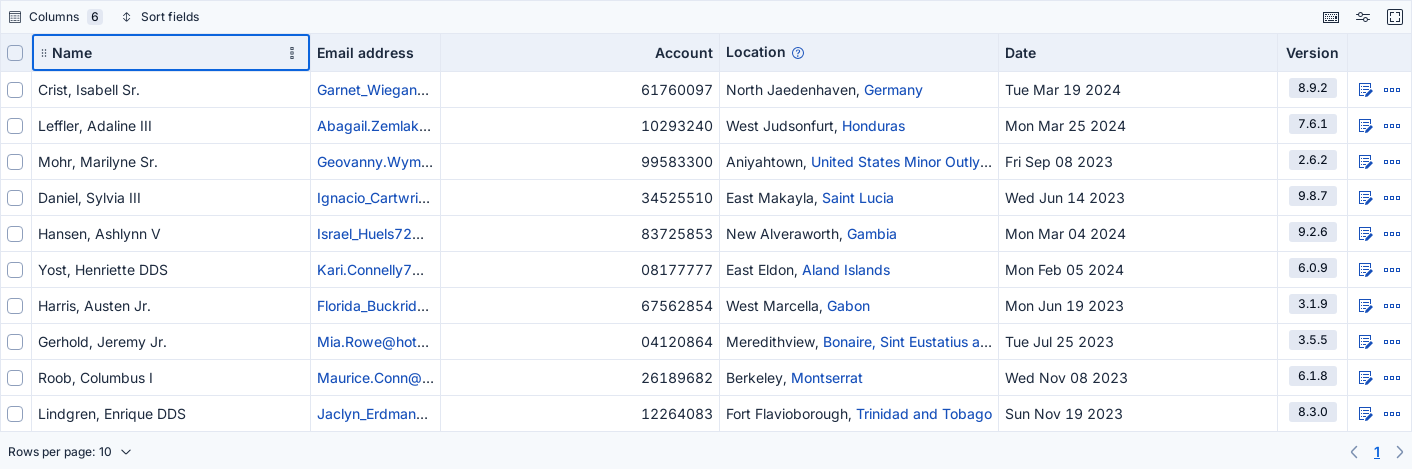 Columns 6 Sort fields
Name Email address Account Location Date Version
Crist, Isabell Sr. Garnet_Wiegan... 61760097 North Jaedenhaven, Germany Tue Mar 19 2024 8.9.2
Leffler, Adaline III Abagail.Zemlak... 10293240 West Judsonfurt, Honduras Mon Mar 25 2024 7.6.1
Mohr, Marilyne Sr. Geovanny.Wym... 99583300 Aniyahtown, United States Minor Outly... Fri Sep 08 2023 2.6.2
Daniel, Sylvia III Ignacio_Cartwri... 34525510 East Makayla, Saint Lucia Wed Jun 14 2023 9.8.7
Hansen, Ashlynn V Israel_Huels72... 83725853 New Alveraworth, Gambia Mon Mar 04 2024 9.2.6
Yost, Henriette DDS Kari.Connelly7... 08177777 East Eldon, Aland Islands Mon Feb 05 2024 6.0.9
Harris, Austen Jr. Florida_Buckrid... 67562854 West Marcella, Gabon Mon Jun 19 2023 3.1.9
Gerhold, Jeremy Jr. Mia.Rowe@hot... 04120864 Meredithview, Bonaire, Sint Eustatius a... Tue Jul 25 2023 3.5.5
Roob, Columbus I Maurice.Conn@... 26189682 Berkeley, Montserrat Wed Nov 08 2023 6.1.8
Lindgren, Enrique DDS Jaclyn_Erdman... 12264083 Fort Flavioborough, Trinidad and Tobago Sun Nov 19 2023 8.3.0
Rows per page: 10 1